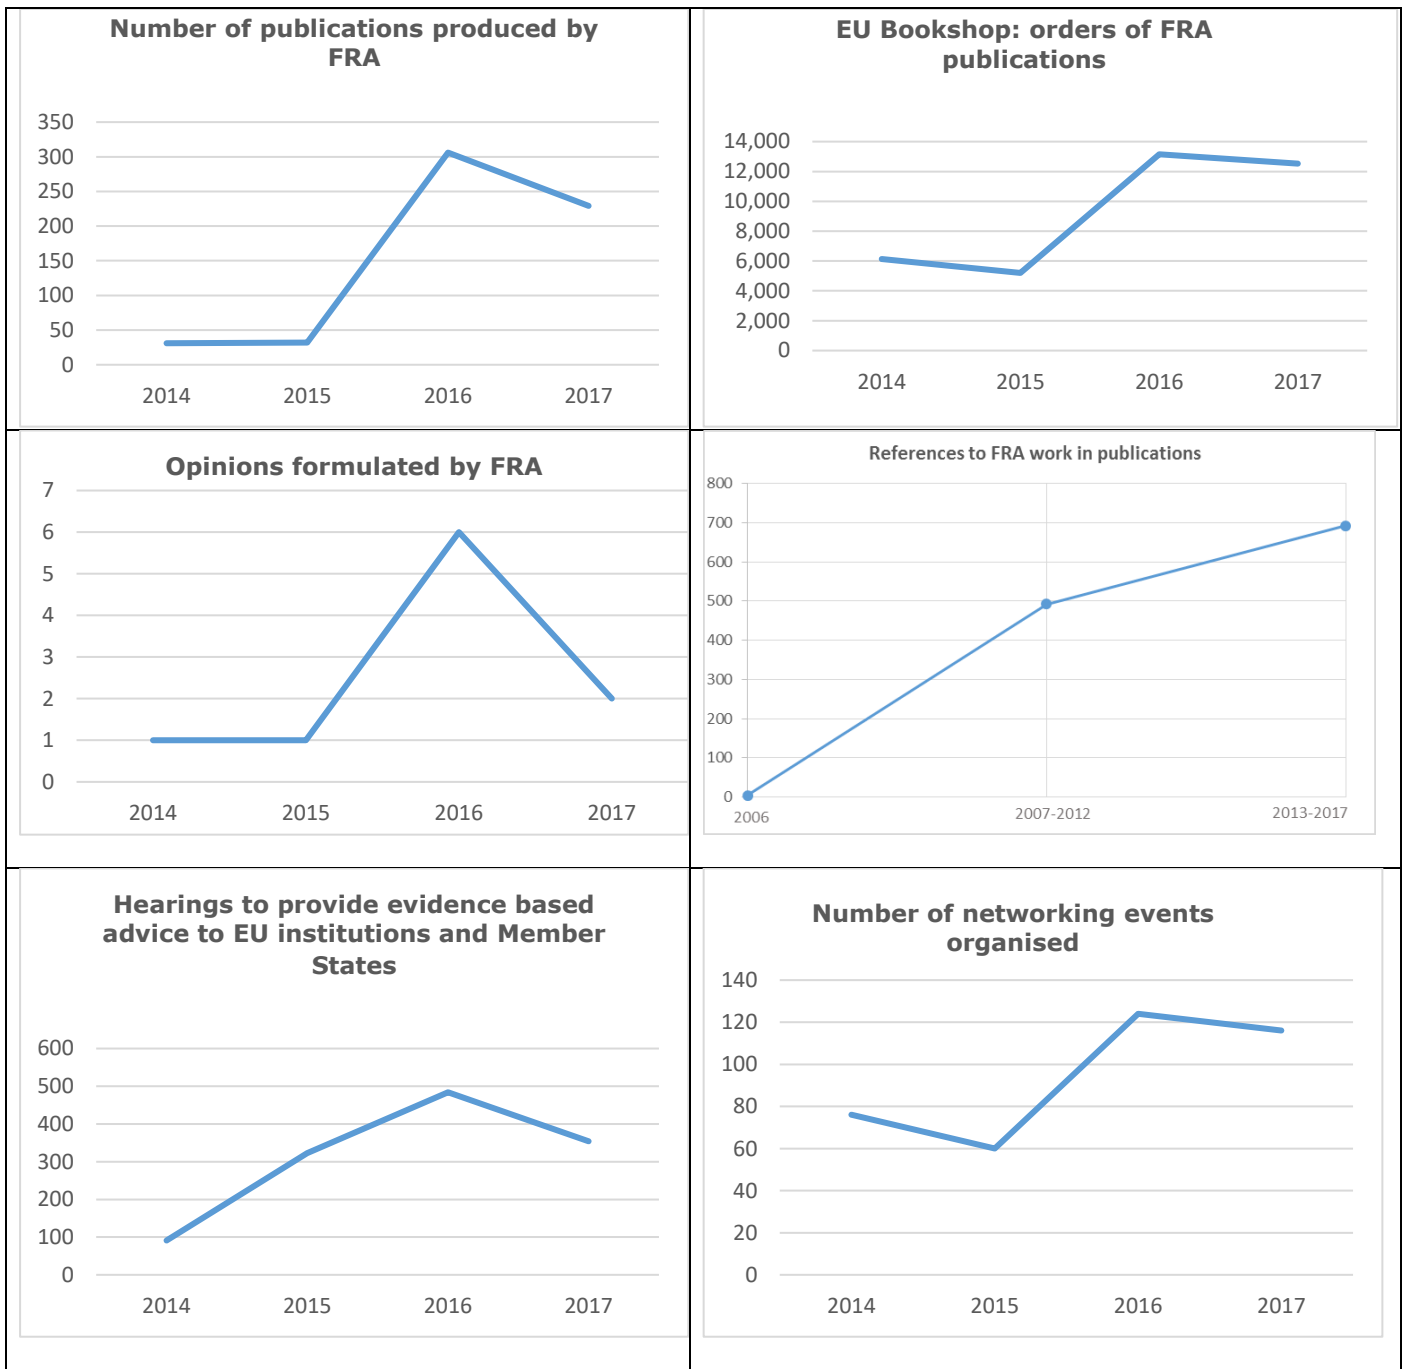 Number of publications produced by
FRA
350
300
250
200
150
100
50
0
2014 2015 2016 2017
EU Bookshop: orders of FRA
publications
14,000
12,000
10,000
8,000
6,000
4,000
2,000
0
2014 2015 2016 2017
Opinions formulated by FRA
7
6
5
4
3
2
1
0
2014 2015 2016 2017
References to FRA work in publications
800
700
600
500
400
300
200
100
0
2006 2007-2012 2013-2017
Hearings to provide evidence based
advice to EU institutions and Member
States
600
500
400
300
200
100
0
2014 2015 2016 2017
Number of networking events
organised
140
120
100
80
60
40
20
0
2014 2015 2016 2017